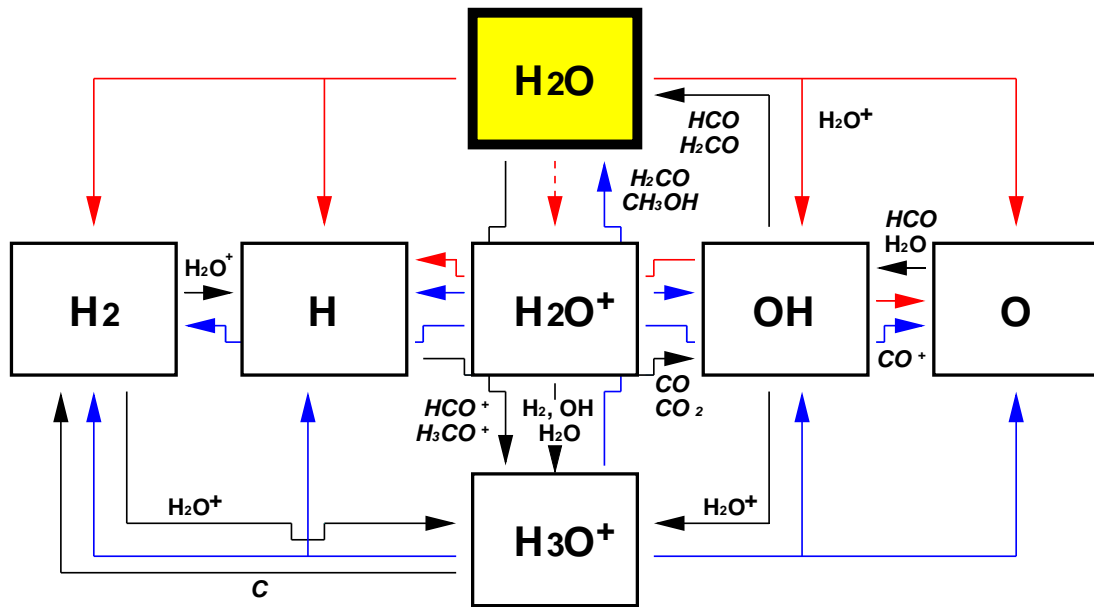 H2O
HCO
H2CO
H2O+
H2CO
CH3OH
HCO
H2O
H2O+
H2
H
H2O+
OH
O
CO+
CO
CO2
HCO+
H3CO+
H2, OH
H2O
H2O+
H2O+
H3O+
C